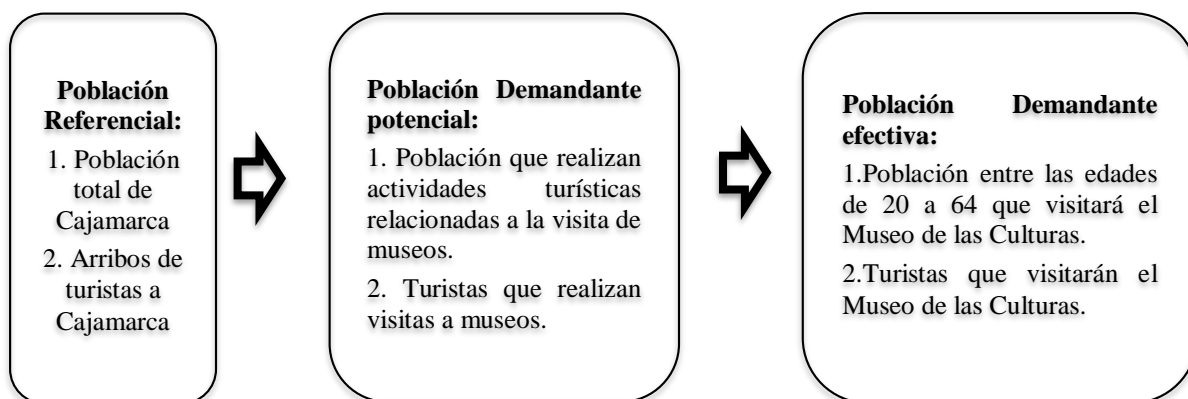 Población
Referencial:
1. Población
total de
Cajamarca
2. Arribos de
turistas a
Cajamarca
Población Demandante
potencial:
1. Población que realizan
actividades turísticas
relacionadas a la visita de
museos.
2. Turistas que realizan
visitas a museos.
Población Demandante
efectiva:
1.Población entre las edades
de 20 a 64 que visitará el
Museo de las Culturas.
2.Turistas que visitarán el
Museo de las Culturas.